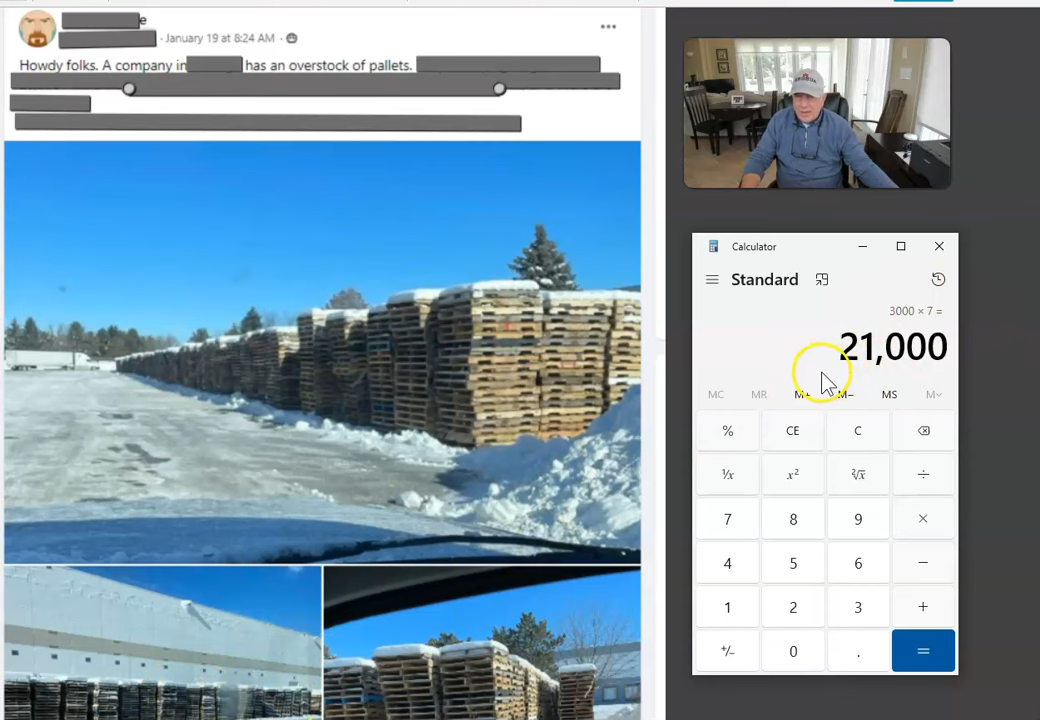 e
January 19 at 8:24 AM
Howdy folks. A company in has an overstock of pallets.
Calculator
Standard
3000 × 7 =
21,000
MC MR M+ M− MS M˅
% CE C
¹/x x² ²√x ÷
7 8 9 ×
4 5 6 −
1 2 3 +
+/− 0 . =